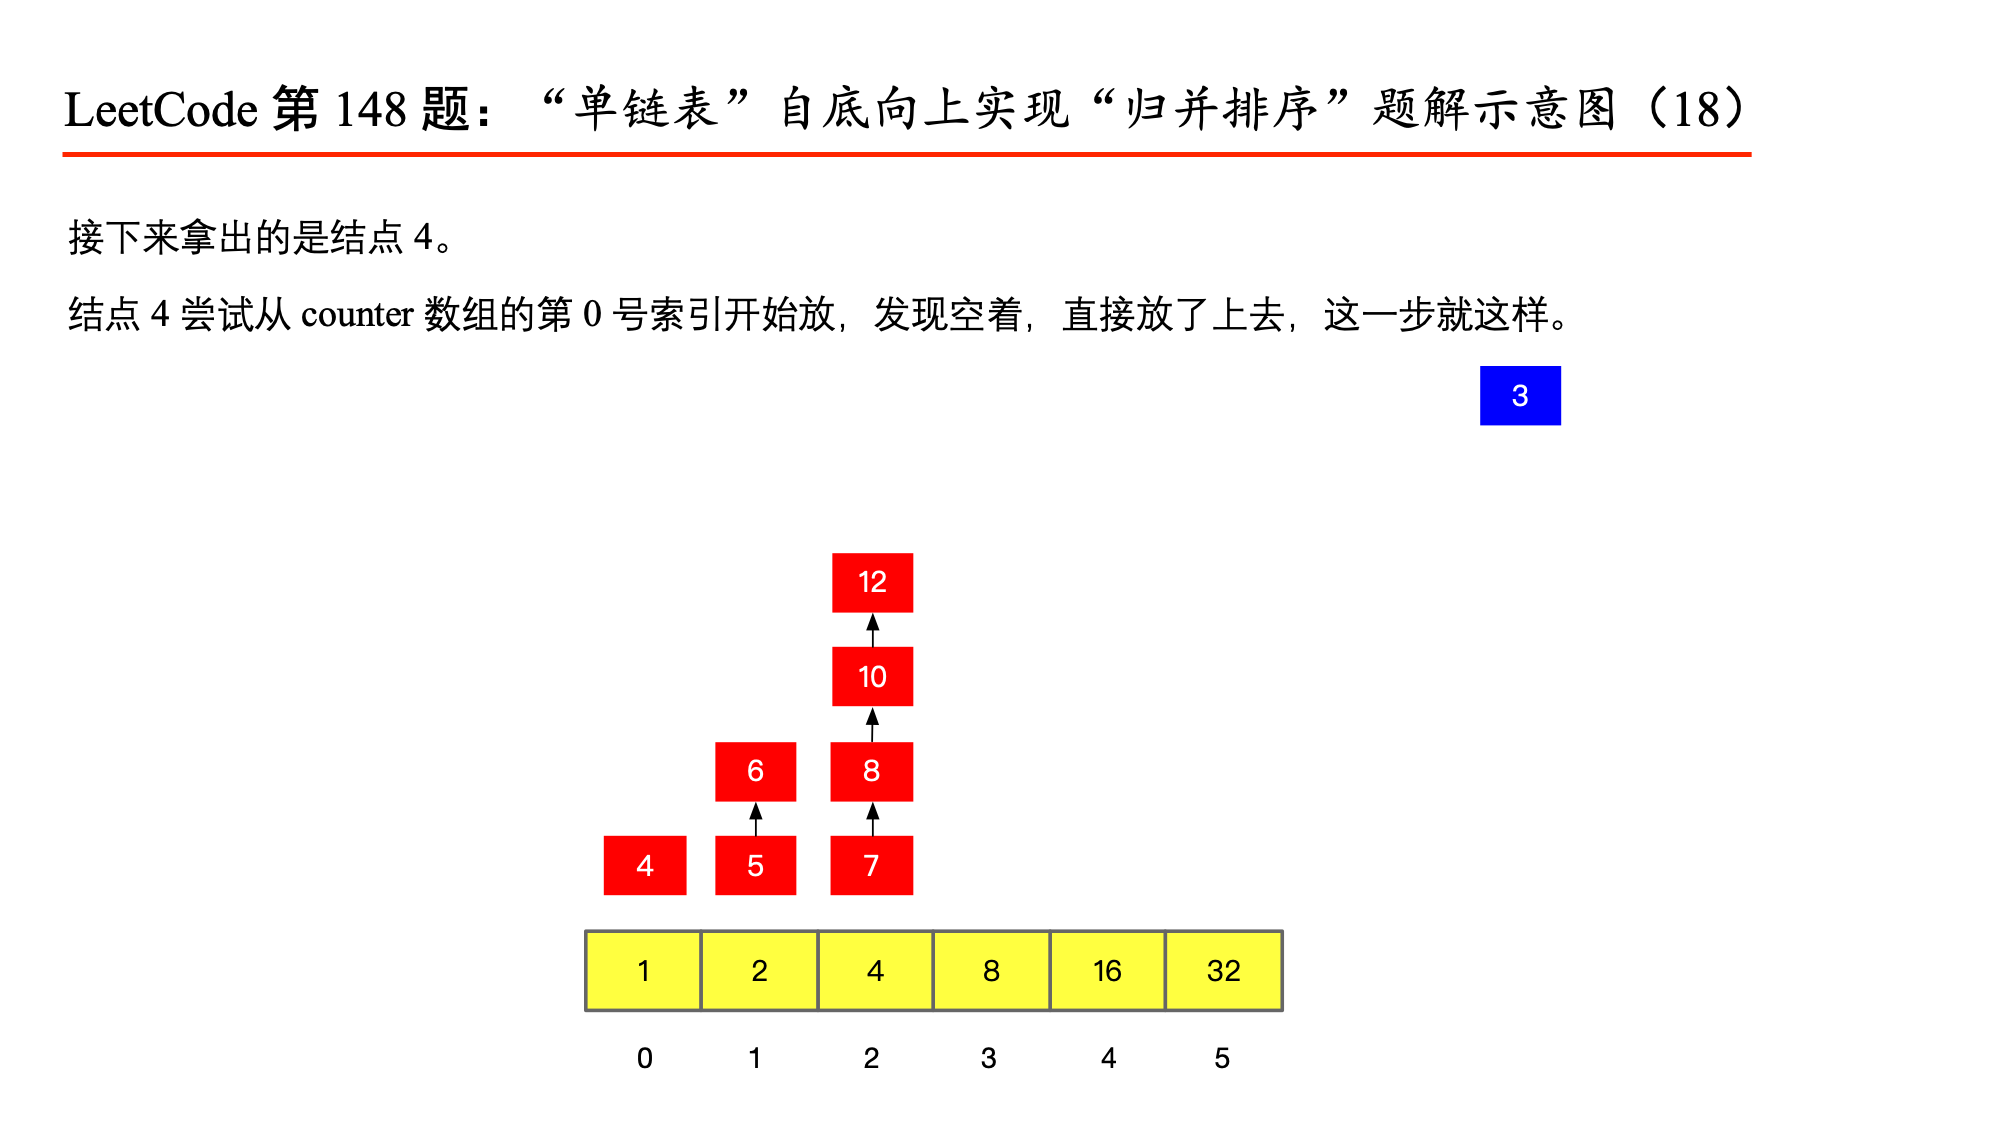 LeetCode 第 148 题：“单链表”自底向上实现“归并排序”题解示意图（18）
接下来拿出的是结点 4。
结点 4 尝试从 counter 数组的第 0 号索引开始放，发现空着，直接放了上去，这一步就这样。
3
12
10
6 8
4 5 7
1 2 4 8 16 32
0 1 2 3 4 5